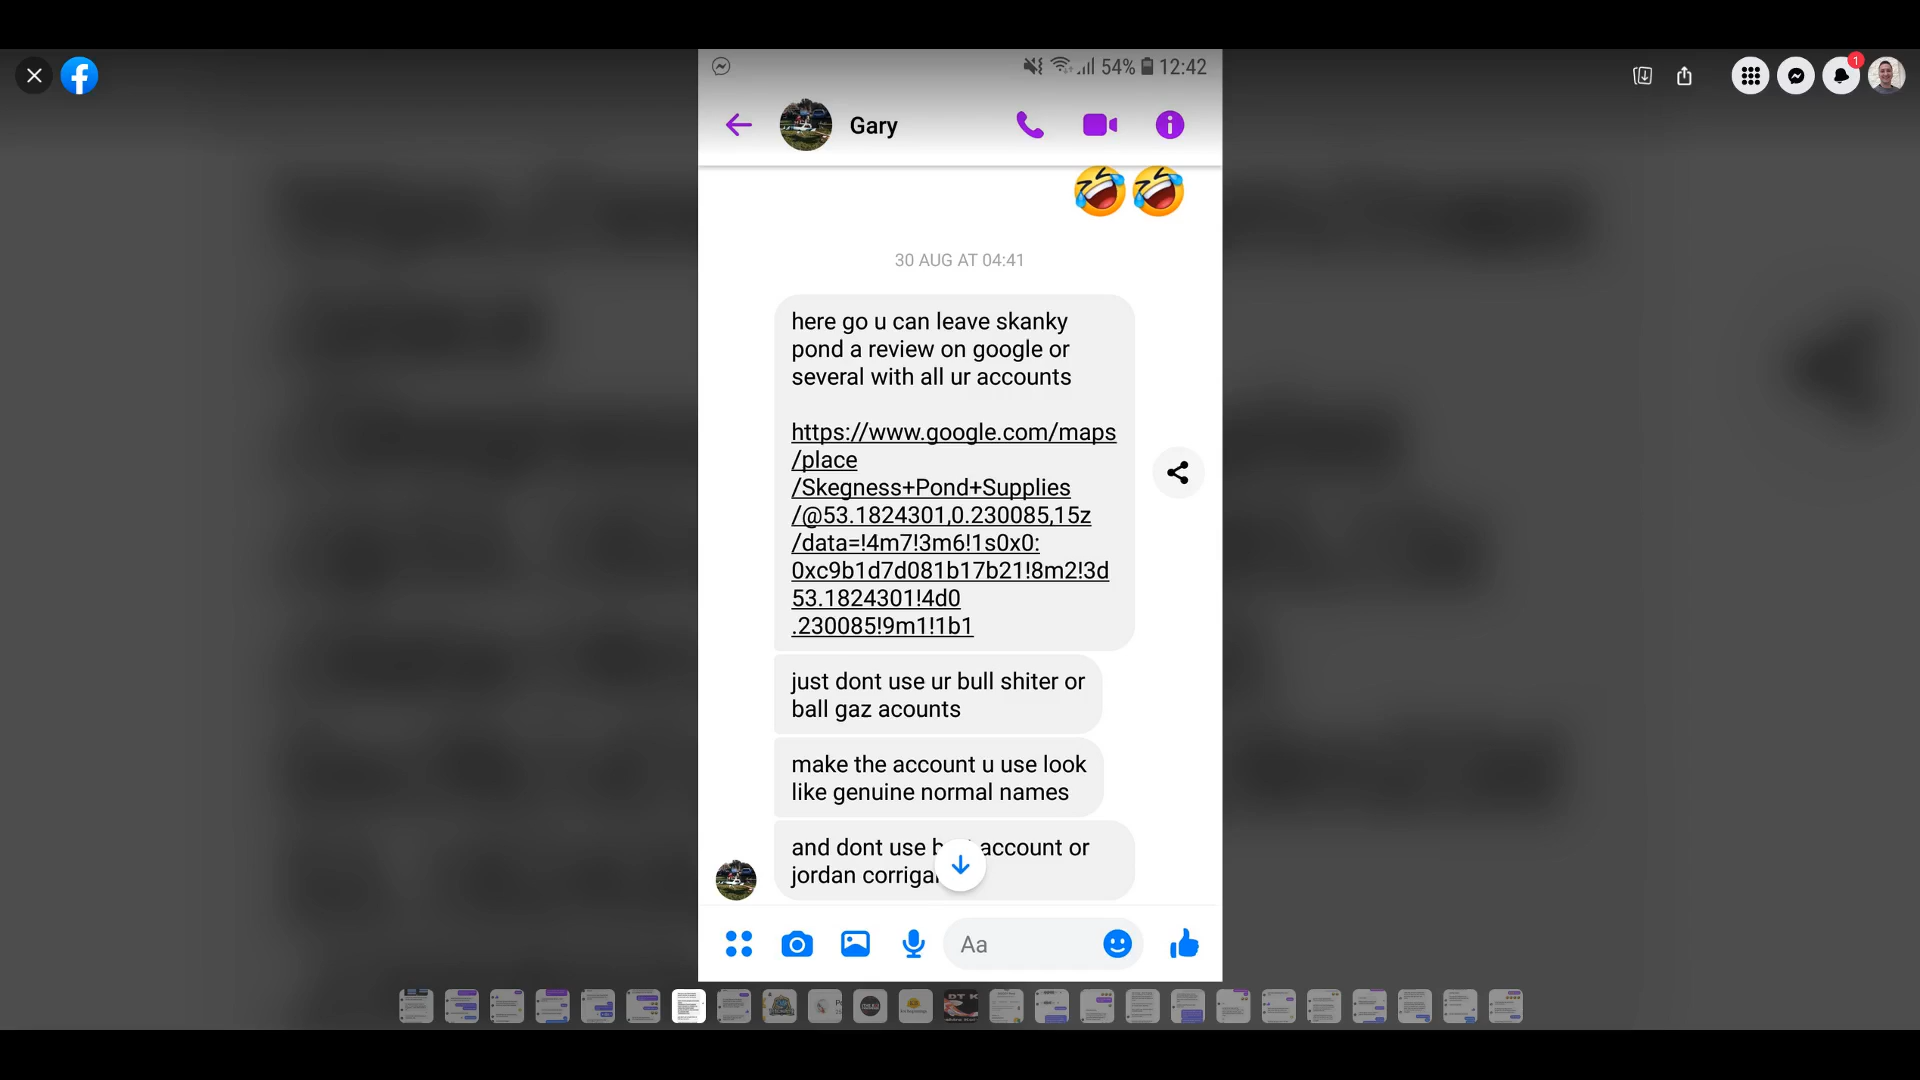 54% 12:42
1
Gary
30 AUG AT 04:41
here go u can leave skanky
pond a review on google or
several with all ur accounts
https://www.google.com/maps
/place
/Skegness+Pond+Supplies
/@53.1824301,0.230085,15z
/data=!4m7!3m6!1s0x0:
0xc9b1d7d081b17b21!8m2!3d
53.1824301!4d0
.230085!9m1!1b1
just dont use ur bull shiter or
ball gaz acounts
make the account u use look
like genuine normal names
and dont use account or
jordan
Aa